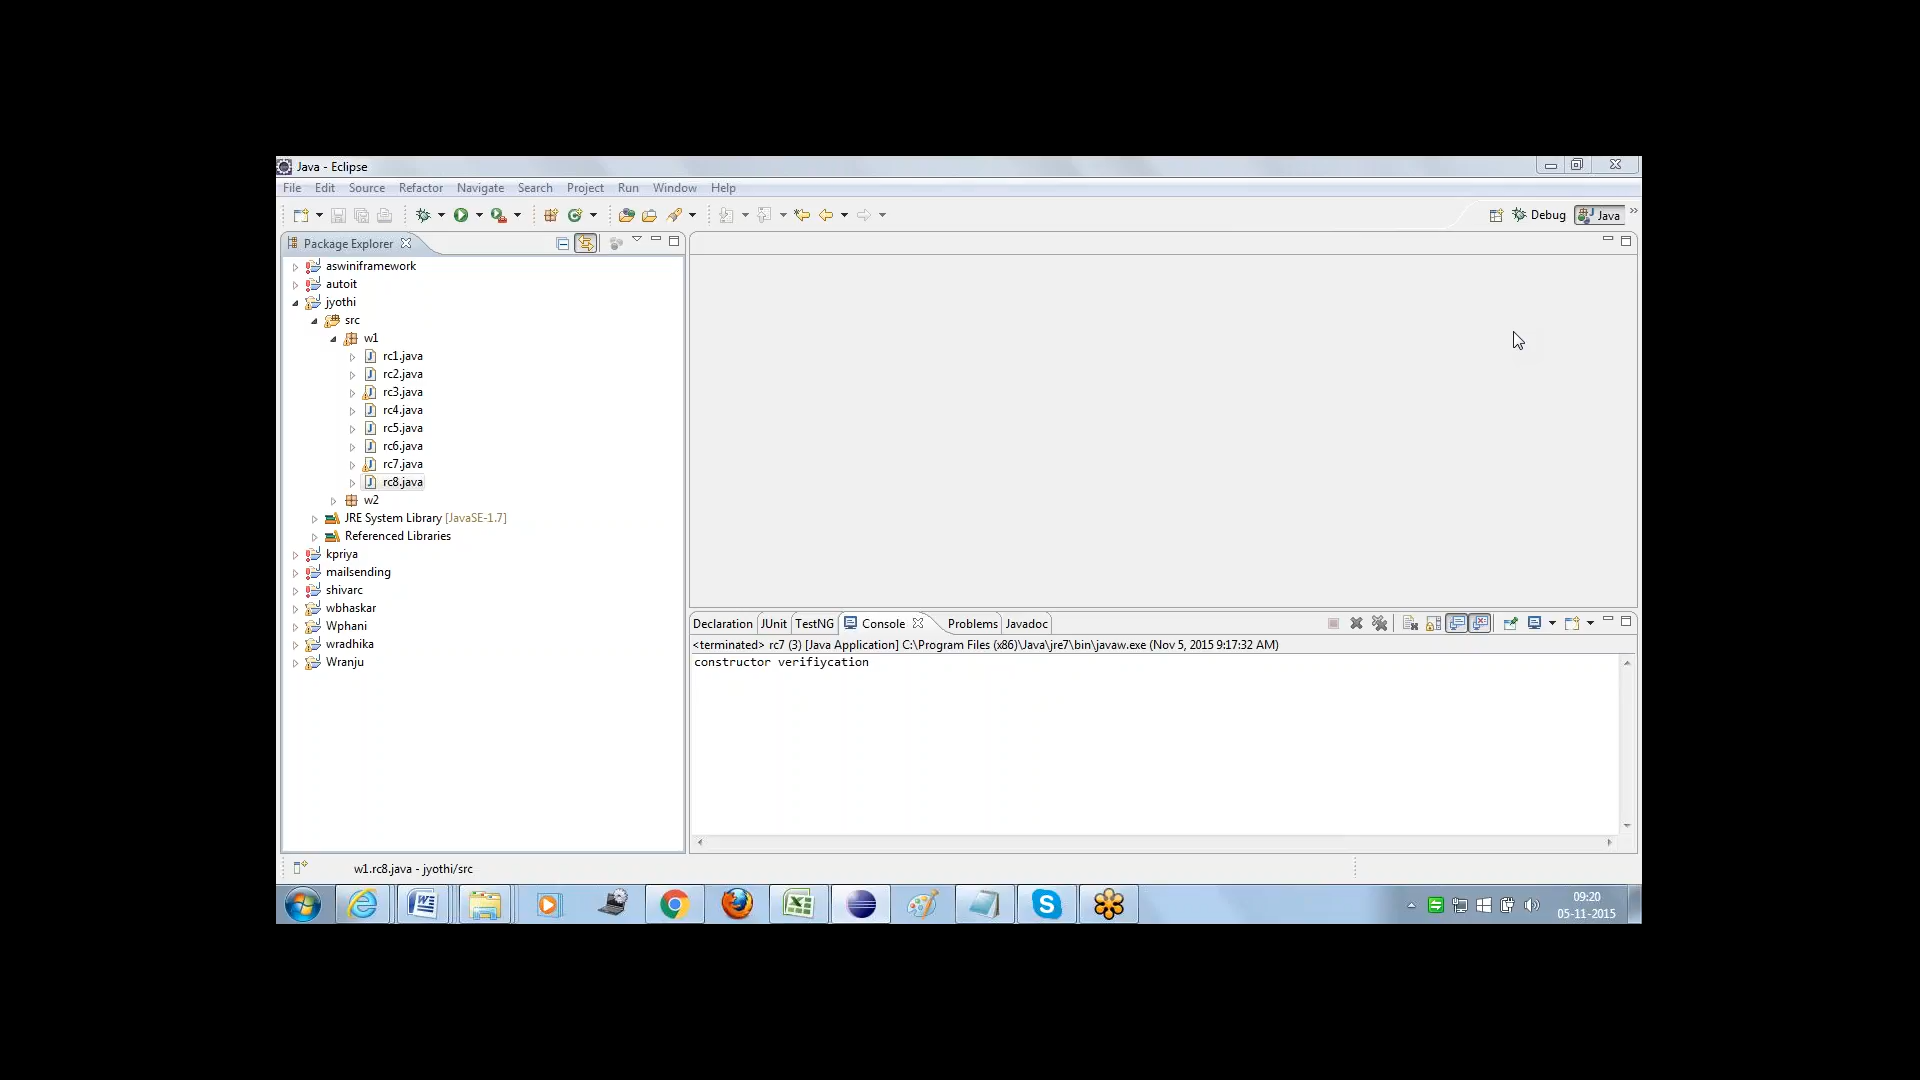 Java - Eclipse
File Edit Source Refactor Navigate Search Project Run Window Help
Debug Java
Package Explorer
aswiniframework
autoit
jyothi
src
w1
rc1.java
rc2.java
rc3.java
rc4.java
rc5.java
rc6.java
rc7.java
rc8.java
w2
JRE System Library [JavaSE-1.7]
Referenced Libraries
kpriya
mailsending
shivarc
wbhaskar
Wphani
wradhika
Wranju
Declaration JUnit TestNG Console Problems Javadoc
<terminated> rc7 (3) [Java Application] C:\Program Files (x86)\Java\jre7\bin\javaw.exe (Nov 5, 2015 9:17:32 AM)
constructor verifiycation
w1.rc8.java - jyothi/src
09:20
05-11-2015